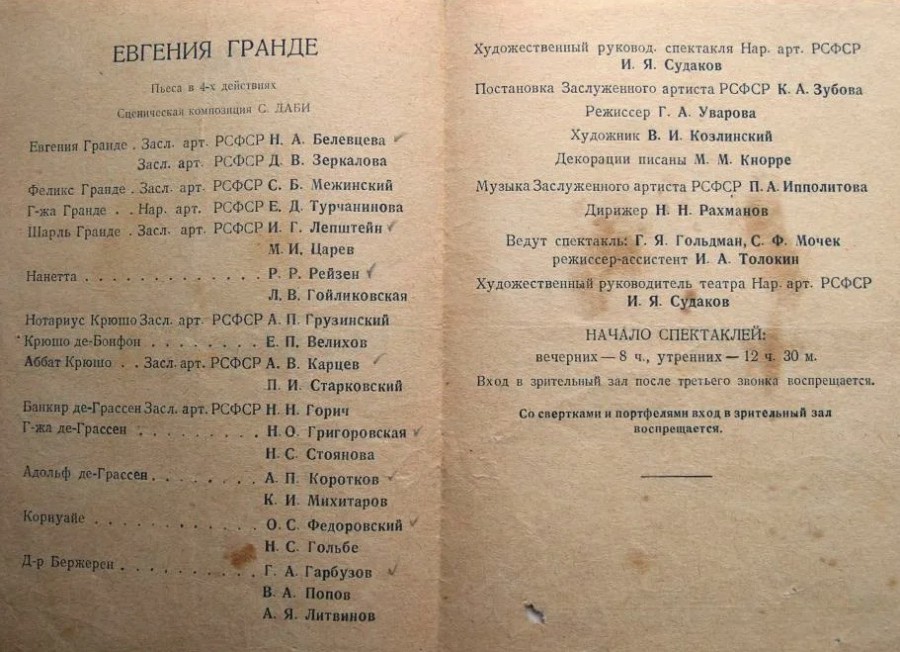 ЕВГЕНИЯ ГРАНДЕ
Пьеса в 4-х действиях
Сценическая композиция С. ДАБИ
Евгения Гранде . Засл. арт. РСФСР Н. А. Белевцева
Засл. арт. РСФСР Д. В. Зеркалова
Феликс Гранде . Засл. арт. РСФСР С. Б. Межинский
Г-жа Гранде . . Нар. арт. РСФСР Е. Д. Турчанинова
Шарль Гранде . Засл. арт. РСФСР И. Г. Лепштейн
М. И. Царев
Нанетта . . . . . . . . . . . . . . Р. Р. Рейзен
Л. В. Гойликовская
Нотариус Крюшо Засл. арт. РСФСР А. П. Грузинский
Крюшо де-Бонфон . . . . . . . . Е. П. Велихов
Аббат Крюшо . . Засл. арт. РСФСР А. В. Карцев
П. И. Старковский
Банкир де-Грассен Засл. арт. РСФСР Н. Н. Горич
Г-жа де-Грассен . . . . . . . . . Н. О. Григоровская
Н. С. Стоянова
Адольф де-Грассен . . . . . . . . А. П. Коротков
К. И. Михитаров
Корнуайе . . . . . . . . . . . . . О. С. Федоровский
Н. С. Гольбе
Д-р Бержерен . . . . . . . . . . . Г. А. Гарбузов
В. А. Попов
А. Я. Литвинов
Художественный руковод. спектакля Нар. арт. РСФСР
И. Я. Судаков
Постановка Заслуженного артиста РСФСР К. А. Зубова
Режиссер Г. А. Уварова
Художник В. И. Козлинский
Декорации писаны М. М. Кнорре
Музыка Заслуженного артиста РСФСР П. А. Ипполитова
Дирижер Н. Н. Рахманов
Ведут спектакль: Г. Я. Гольдман, С. Ф. Мочек
режиссер-ассистент И. А. Толокин
Художественный руководитель театра Нар. арт. РСФСР
И. Я. Судаков
НАЧАЛО СПЕКТАКЛЕЙ:
вечерних — 8 ч., утренних — 12 ч. 30 м.
Вход в зрительный зал после третьего звонка воспрещается.
Со свертками и портфелями вход в зрительный зал
воспрещается.